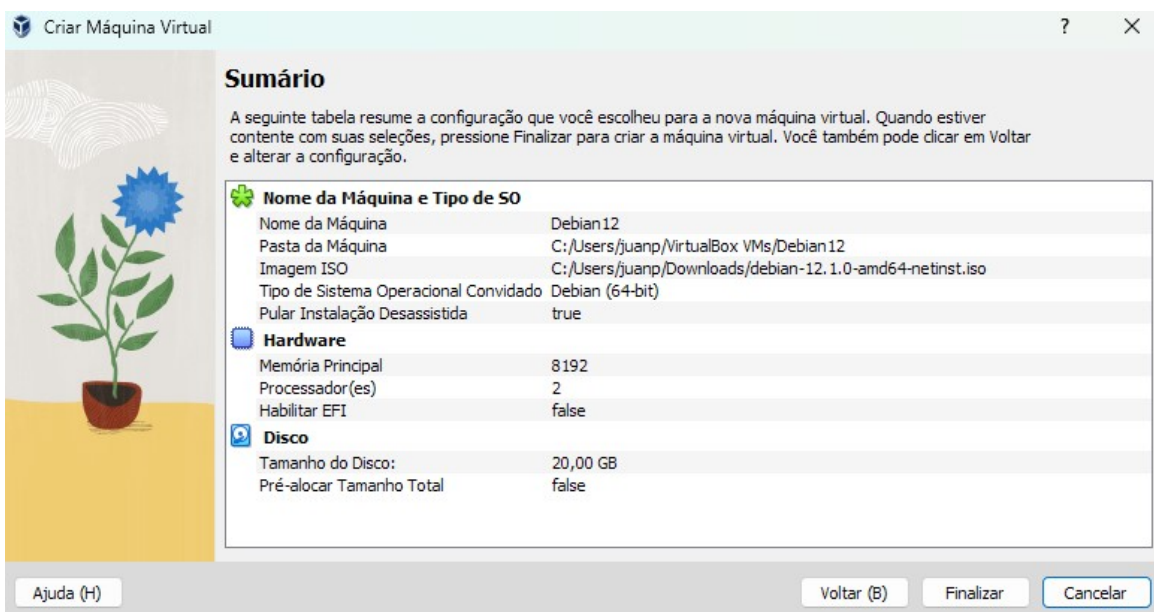 Criar Máquina Virtual
?
Sumário
A seguinte tabela resume a configuração que você escolheu para a nova máquina virtual. Quando estiver
contente com suas seleções, pressione Finalizar para criar a máquina virtual. Você também pode clicar em Voltar
e alterar a configuração.
Nome da Máquina e Tipo de SO
Nome da Máquina Debian12
Pasta da Máquina C:/Users/juanp/VirtualBox VMs/Debian12
Imagem ISO C:/Users/juanp/Downloads/debian-12.1.0-amd64-netinst.iso
Tipo de Sistema Operacional Convidado Debian (64-bit)
Pular Instalação Desassistida true
Hardware
Memória Principal 8192
Processador(es) 2
Habilitar EFI false
Disco
Tamanho do Disco: 20,00 GB
Pré-alocar Tamanho Total false
Ajuda (H) Voltar (B) Finalizar Cancelar